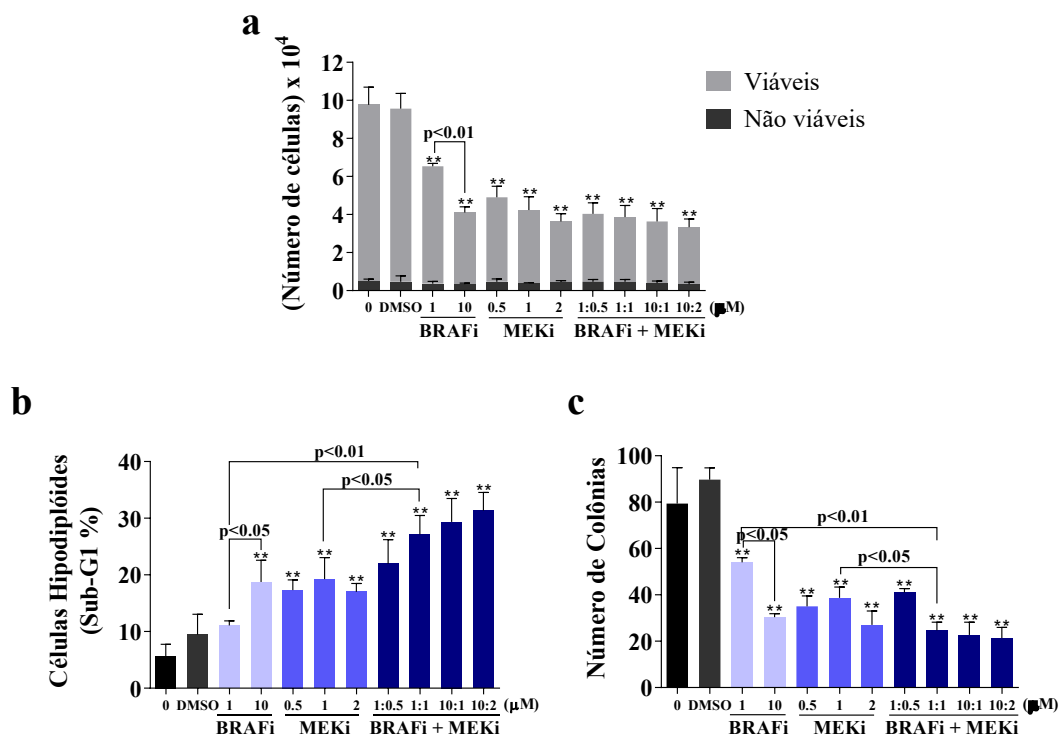 a
(Número de células) x 10⁴
12
10
8
6
4
2
0
p<0.01
** ** ** ** ** ** ** ** **
Viáveis
Não viáveis
0 DMSO 1 10 0.5 1 2 1:0.5 1:1 10:1 10:2 (μM)
BRAFi MEKi BRAFi + MEKi
b
Células Hipodiplóides
(Sub-G1 %)
40
30
20
10
0
p<0.01
p<0.05
p<0.05
** ** ** ** ** ** ** **
0 DMSO 1 10 0.5 1 2 1:0.5 1:1 10:1 10:2 (μM)
BRAFi MEKi BRAFi + MEKi
c
Número de Colônias
100
80
60
40
20
0
p<0.01
p<0.05
p<0.05
** ** ** ** ** ** ** ** **
0 DMSO 1 10 0.5 1 2 1:0.5 1:1 10:1 10:2 (μM)
BRAFi MEKi BRAFi + MEKi